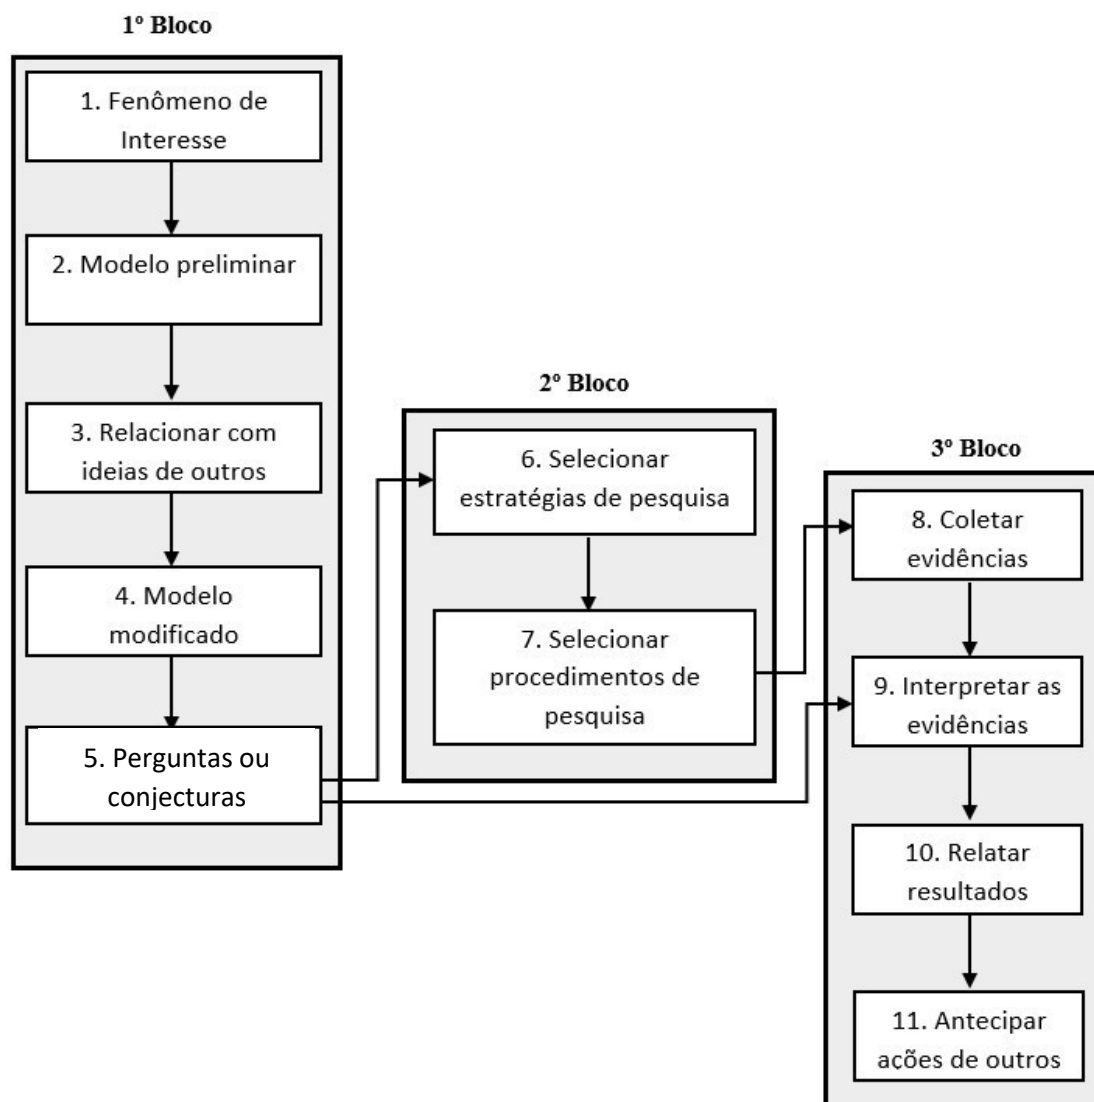 1º Bloco
1. Fenômeno de
Interesse
2. Modelo preliminar
3. Relacionar com
ideias de outros
4. Modelo
modificado
5. Perguntas ou
conjecturas
2º Bloco
6. Selecionar
estratégias de pesquisa
7. Selecionar
procedimentos de
pesquisa
3º Bloco
8. Coletar
evidências
9. Interpretar as
evidências
10. Relatar
resultados
11. Antecipar
ações de outros